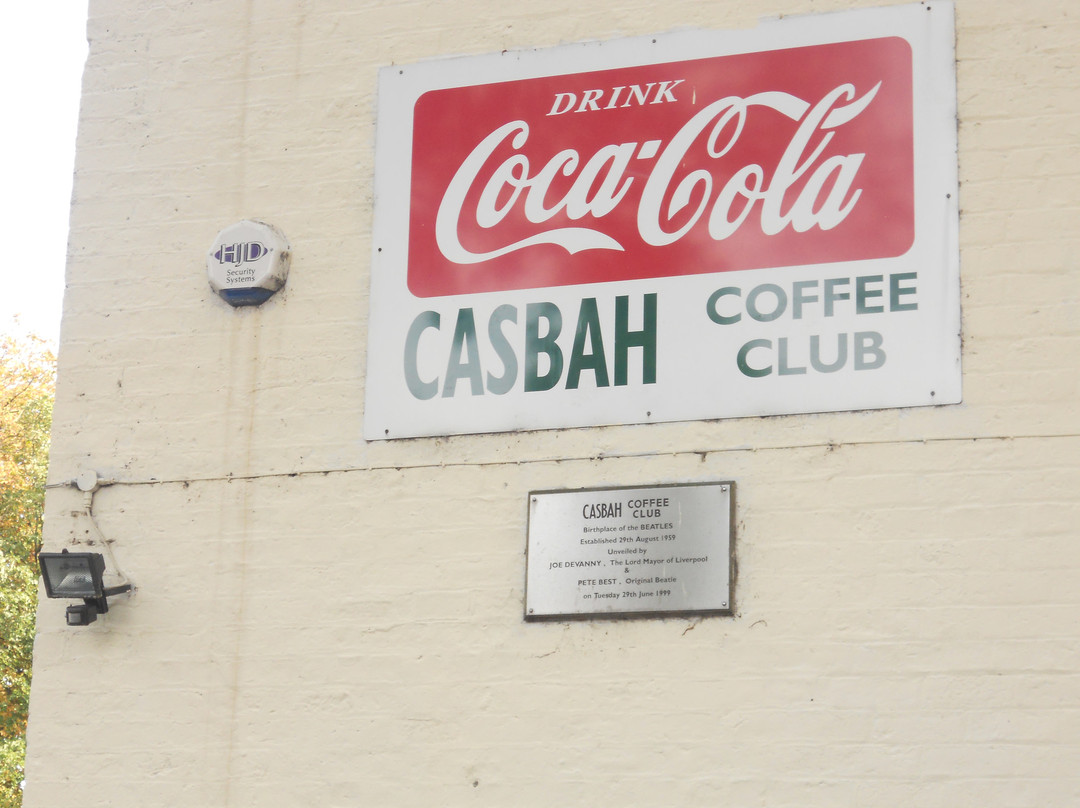 DRINK
Coca-Cola
CASBAH COFFEE CLUB
HJD
Security
Systems
CASBAH COFFEE CLUB
Birthplace of the BEATLES
Established 29th August 1959
Unveiled by
JOE DEVANNY , The Lord Mayor of Liverpool
&
PETE BEST , Original Beatle
on Tuesday 29th June 1999